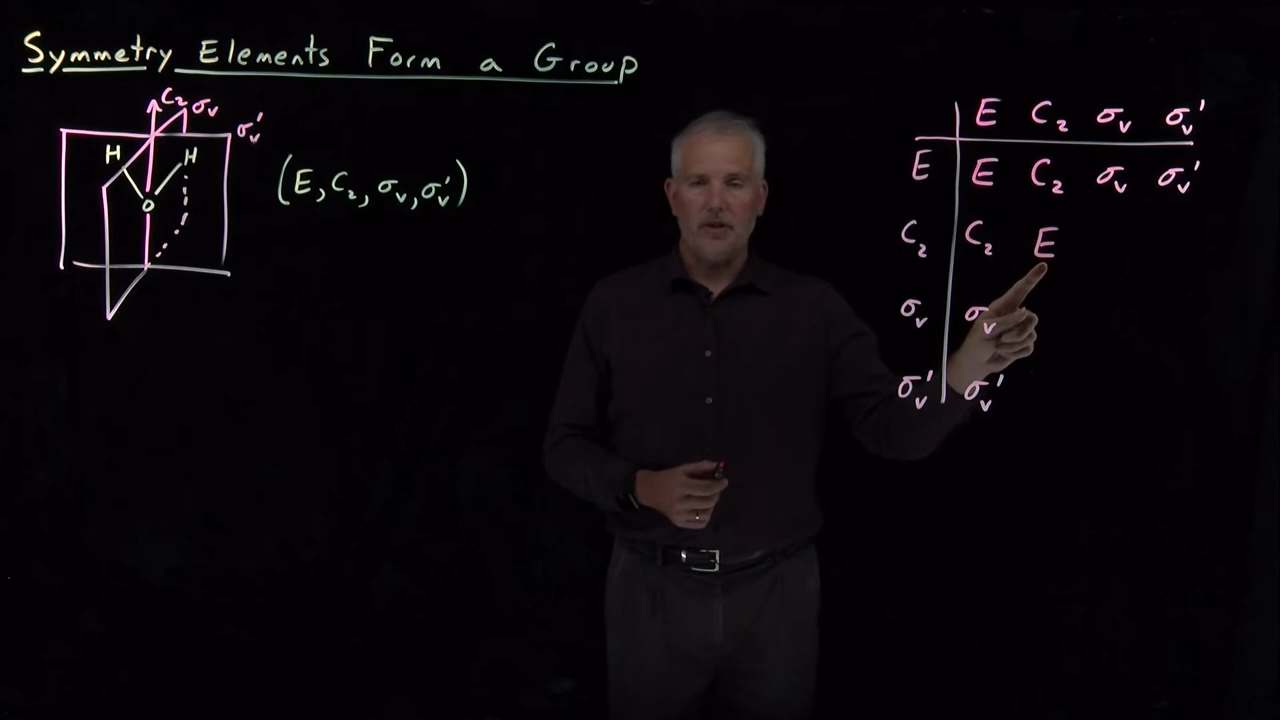 Symmetry Elements Form a Group
C₂ σᵥ
σᵥ'
H H
O
(E, C₂, σᵥ, σᵥ')
E C₂ σᵥ σᵥ'
E E C₂ σᵥ σᵥ'
C₂ C₂ E
σᵥ σᵥ
σᵥ' σᵥ'